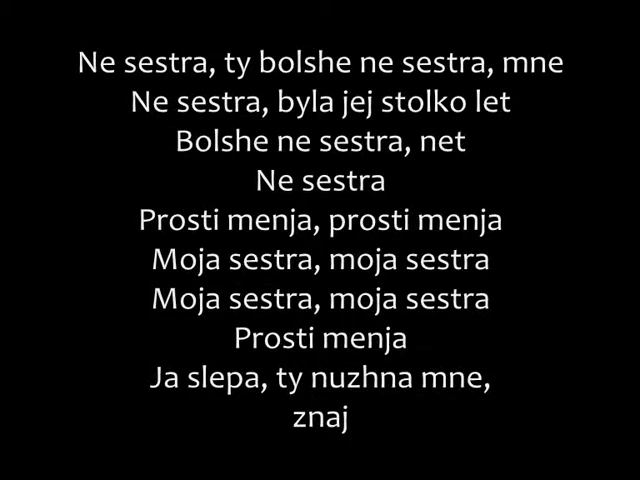 Ne sestra, ty bolshe ne sestra, mne
Ne sestra, byla jej stolko let
Bolshe ne sestra, net
Ne sestra
Prosti menja, prosti menja
Moja sestra, moja sestra
Moja sestra, moja sestra
Prosti menja
Ja slepa, ty nuzhna mne,
znaj